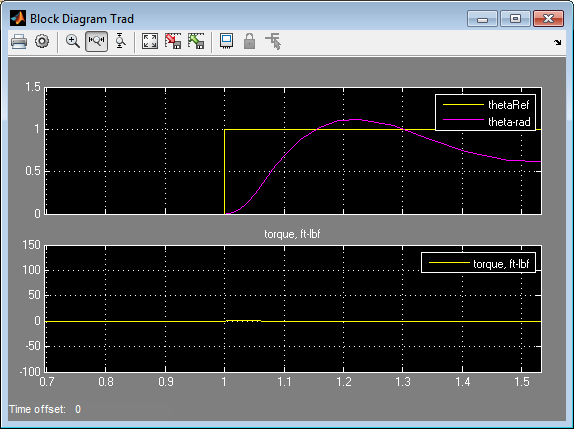 Block Diagram Trad
1.5
1
0.5
0
thetaRef
theta-rad
torque, ft-lbf
150
100
50
0
-50
-100
torque, ft-lbf
0.7 0.8 0.9 1 1.1 1.2 1.3 1.4 1.5
Time offset: 0